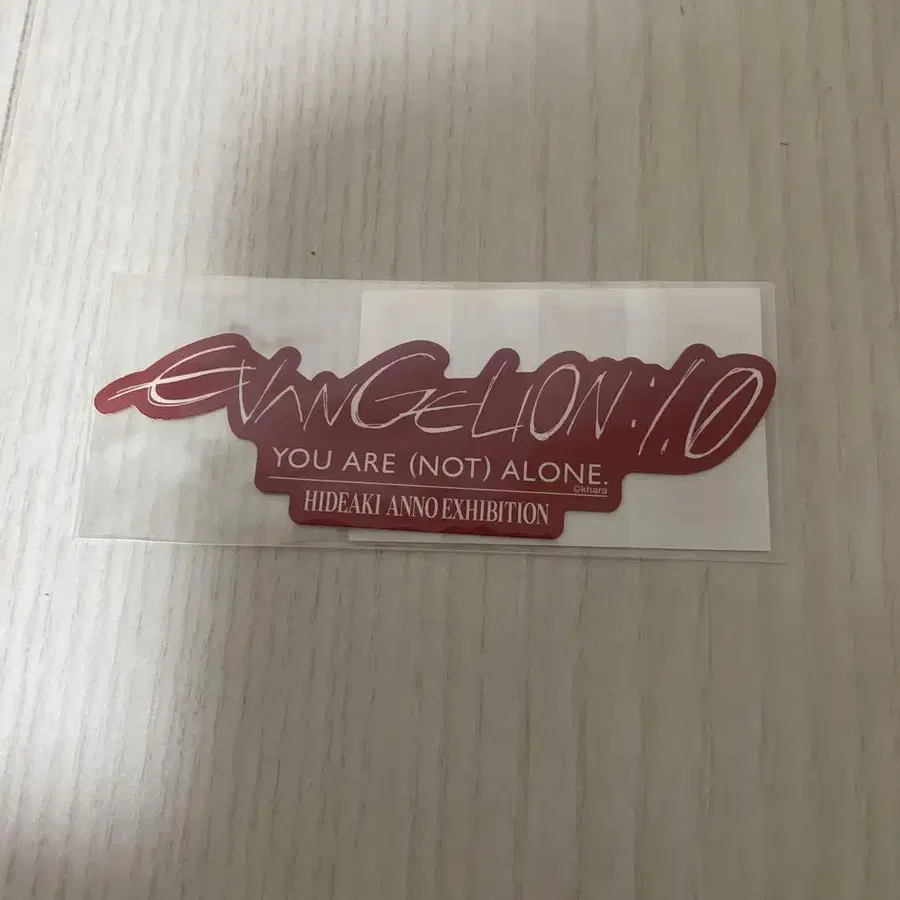 EVANGELION:1.0
YOU ARE (NOT) ALONE.
©khara
HIDEAKI ANNO EXHIBITION